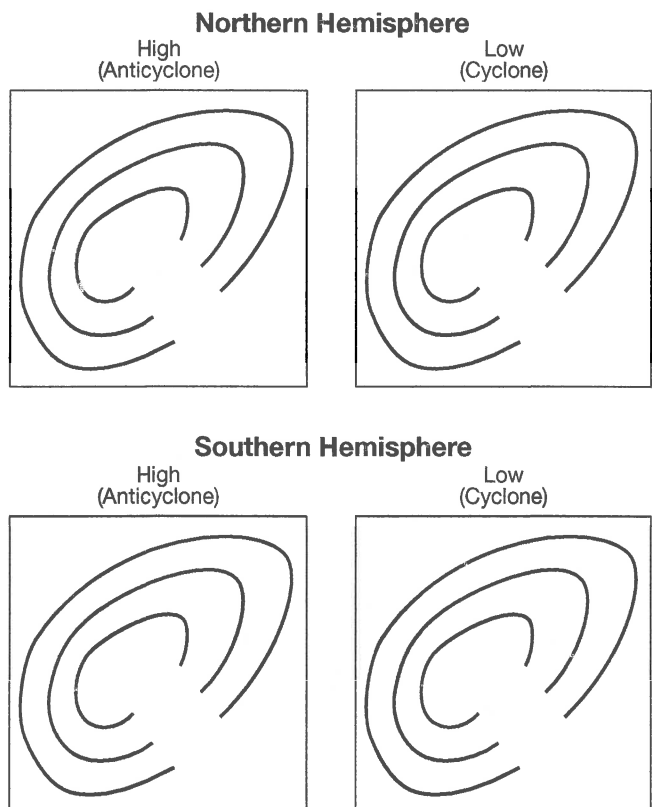 Northern Hemisphere
High
(Anticyclone)
Low
(Cyclone)
Southern Hemisphere
High
(Anticyclone)
Low
(Cyclone)